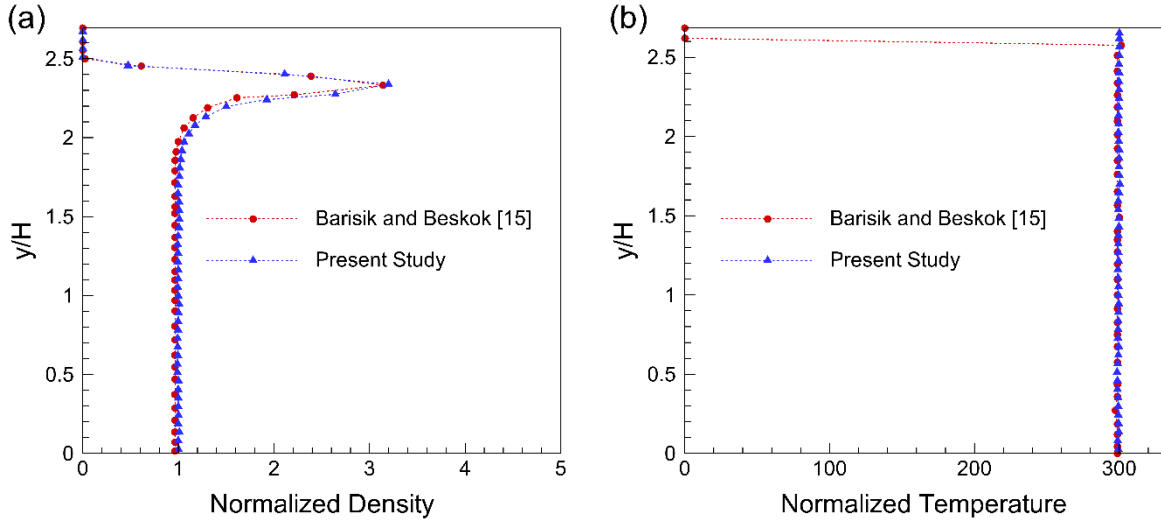 (a)
2.5
2
1.5
1
0.5
0
y/H
0 1 2 3 4 5
Normalized Density
Barisik and Beskok [15]
Present Study
(b)
2.5
2
1.5
1
0.5
0
y/H
0 100 200 300
Normalized Temperature
Barisik and Beskok [15]
Present Study